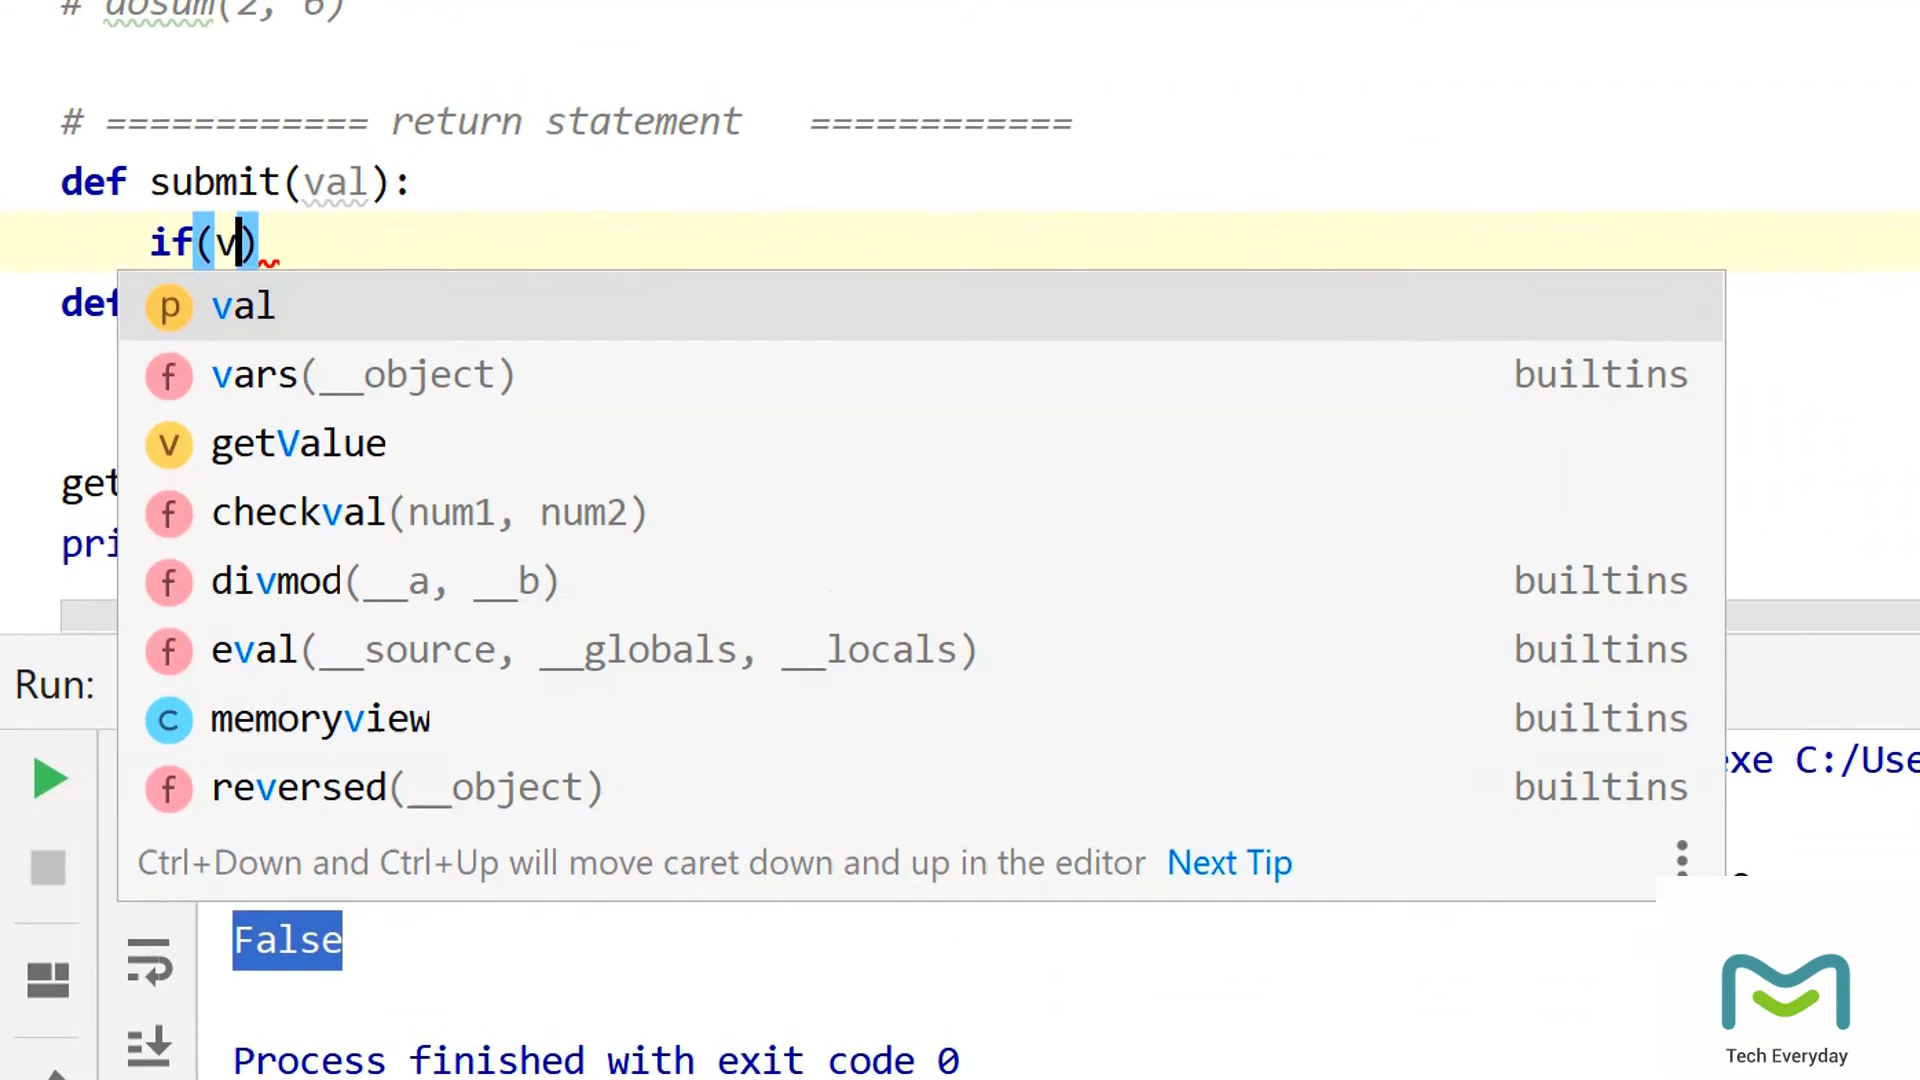 # dosum(2, 6)
# ============ return statement ============
def submit(val):
if(v)
def
p val
f vars(__object) builtins
v getValue
f checkval(num1, num2)
get
f divmod(__a, __b) builtins
pri
f eval(__source, __globals, __locals) builtins
Run:
c memoryview builtins
exe C:/Use
f reversed(__object) builtins
Ctrl+Down and Ctrl+Up will move caret down and up in the editor Next Tip
False
Process finished with exit code 0
Tech Everyday